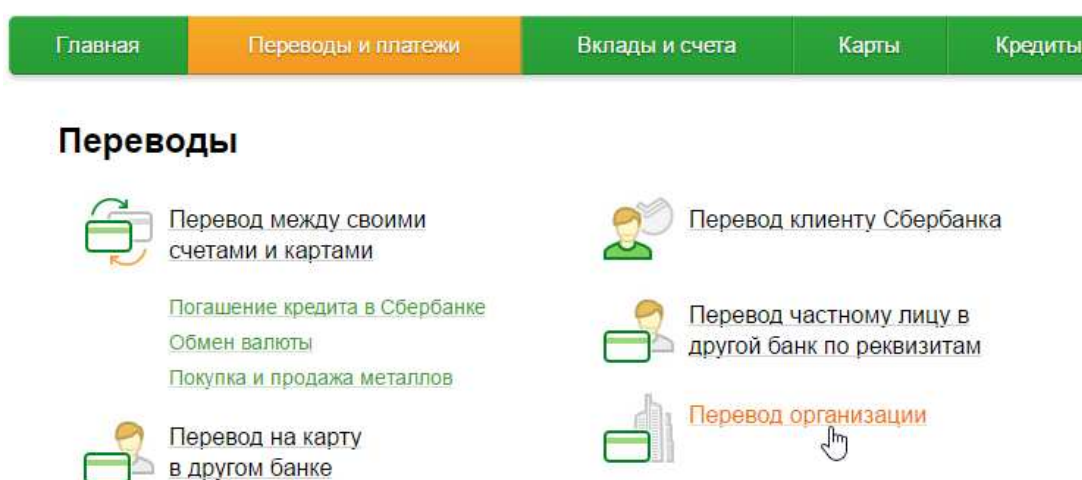 Главная Переводы и платежи Вклады и счета Карты Кредиты
Переводы
Перевод между своими
счетами и картами
Погашение кредита в Сбербанке
Обмен валюты
Покупка и продажа металлов
Перевод на карту
в другом банке
Перевод клиенту Сбербанка
Перевод частному лицу в
другой банк по реквизитам
Перевод организации